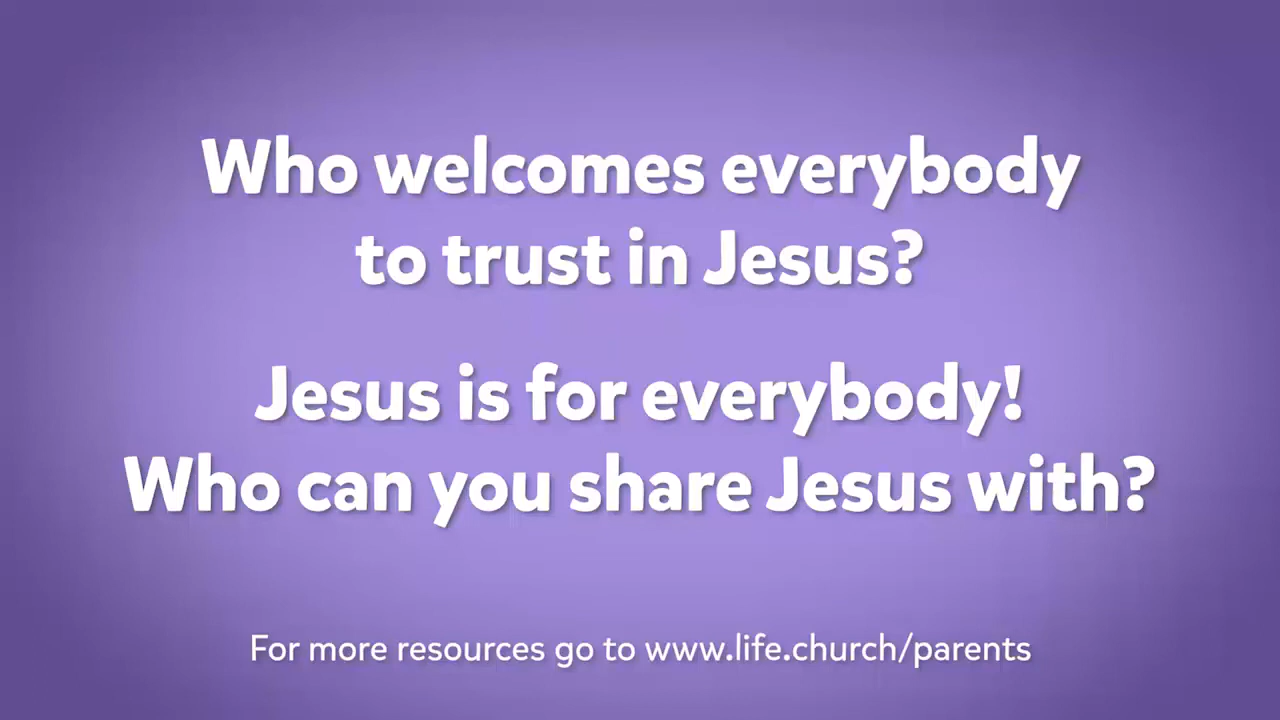 Who welcomes everybody
to trust in Jesus?
Jesus is for everybody!
Who can you share Jesus with?
For more resources go to www.life.church/parents